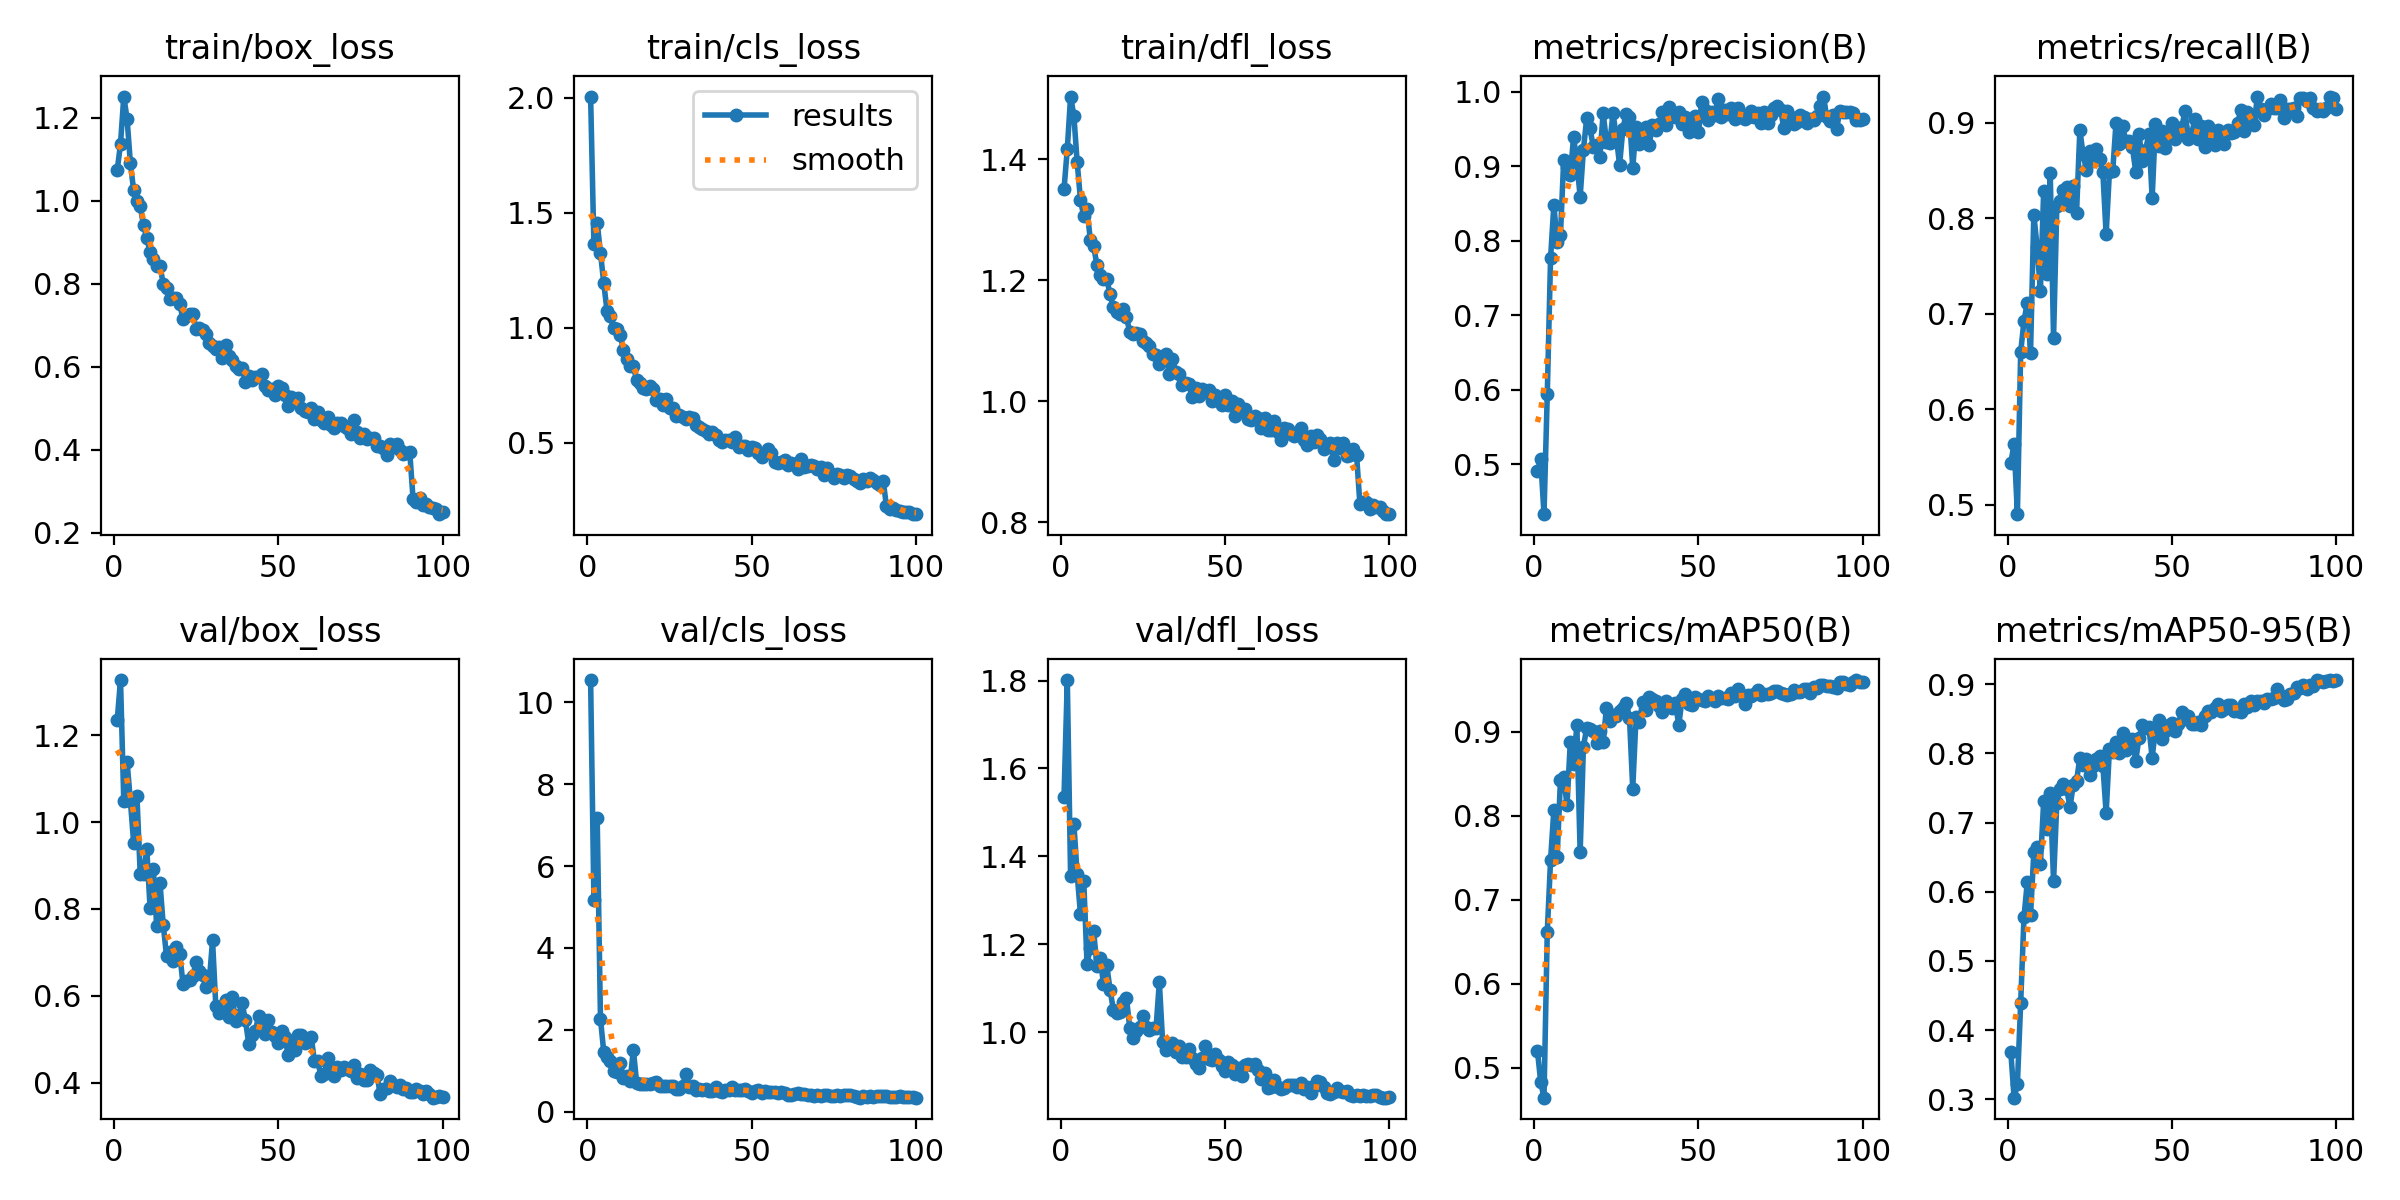 train/box_loss
1.2
1.0
0.8
0.6
0.4
0.2
0 50 100
train/cls_loss
results
smooth
2.0
1.5
1.0
0.5
0 50 100
train/dfl_loss
1.4
1.2
1.0
0.8
0 50 100
metrics/precision(B)
1.0
0.9
0.8
0.7
0.6
0.5
0 50 100
metrics/recall(B)
0.9
0.8
0.7
0.6
0.5
0 50 100
val/box_loss
1.2
1.0
0.8
0.6
0.4
0 50 100
val/cls_loss
10
8
6
4
2
0
0 50 100
val/dfl_loss
1.8
1.6
1.4
1.2
1.0
0 50 100
metrics/mAP50(B)
0.9
0.8
0.7
0.6
0.5
0 50 100
metrics/mAP50-95(B)
0.9
0.8
0.7
0.6
0.5
0.4
0.3
0 50 100